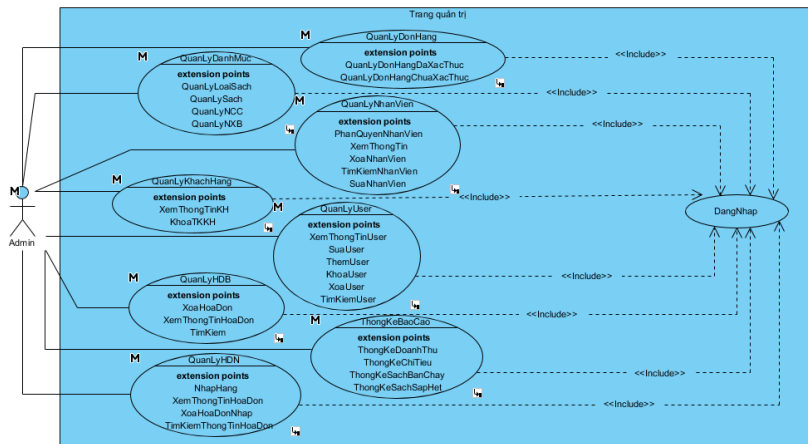 Trang quản trị
M
QuanLyDonHang
extension points
QuanLyDonHangDaXacThuc
QuanLyDonHangChuaXacThuc
<<Include>>
M
QuanLyDanhMuc
extension points
QuanLyLoaiSach
QuanLySach
QuanLyNCC
QuanLyNXB
<<Include>>
M
QuanLyNhanVien
extension points
PhanQuyenNhanVien
XemThongTin
XoaNhanVien
TimKiemNhanVien
SuaNhanVien
<<Include>>
M
Admin
M
QuanLyKhachHang
extension points
XemThongTinKH
KhoaTKKH
<<Include>>
DangNhap
M
QuanLyUser
extension points
XemThongTinUser
SuaUser
ThemUser
KhoaUser
XoaUser
TimKiemUser
<<Include>>
M
QuanLyHDB
extension points
XoaHoaDon
XemThongTinHoaDon
TimKiem
<<Include>>
M
ThongKeBaoCao
extension points
ThongKeDoanhThu
ThongKeChiTieu
ThongKeSachBanChay
ThongKeSachSapHet
<<Include>>
M
QuanLyHDN
extension points
NhapHang
XemThongTinHoaDon
XoaHoaDonNhap
TimKiemThongTinHoaDon
<<Include>>